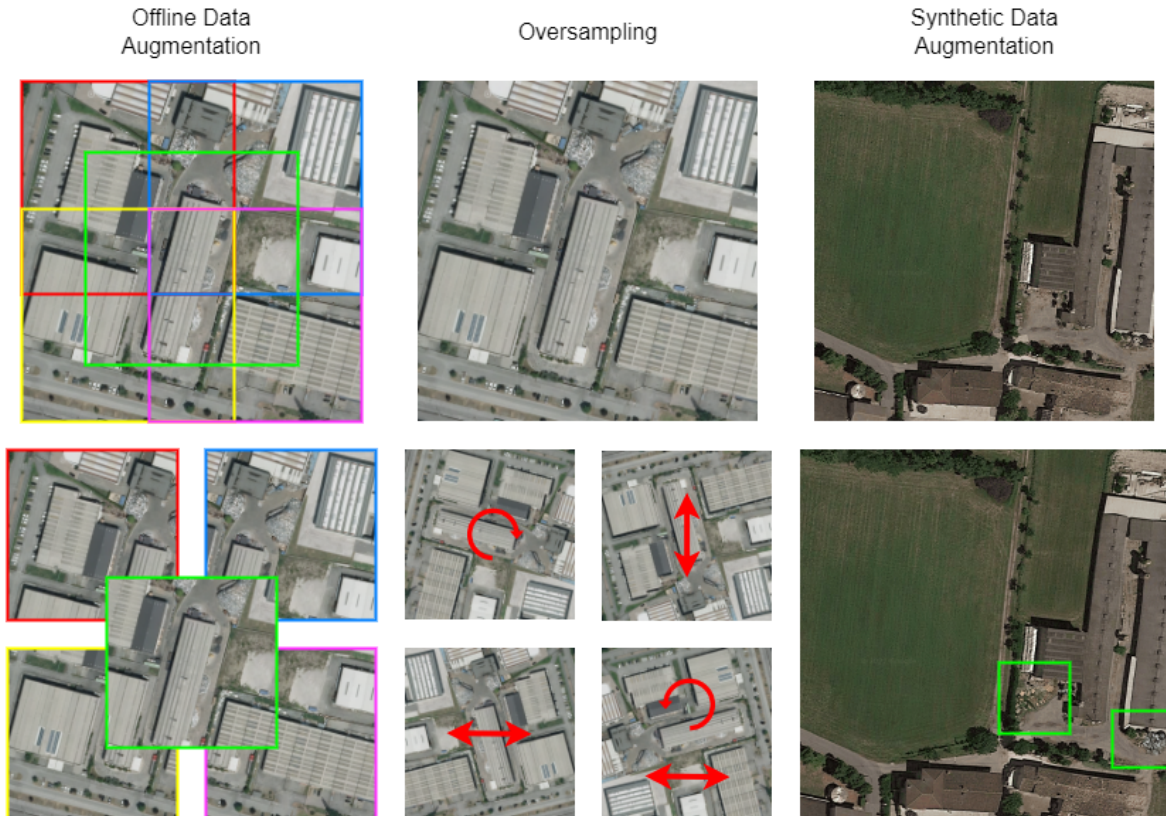 Offline Data
Augmentation
Oversampling
Synthetic Data
Augmentation